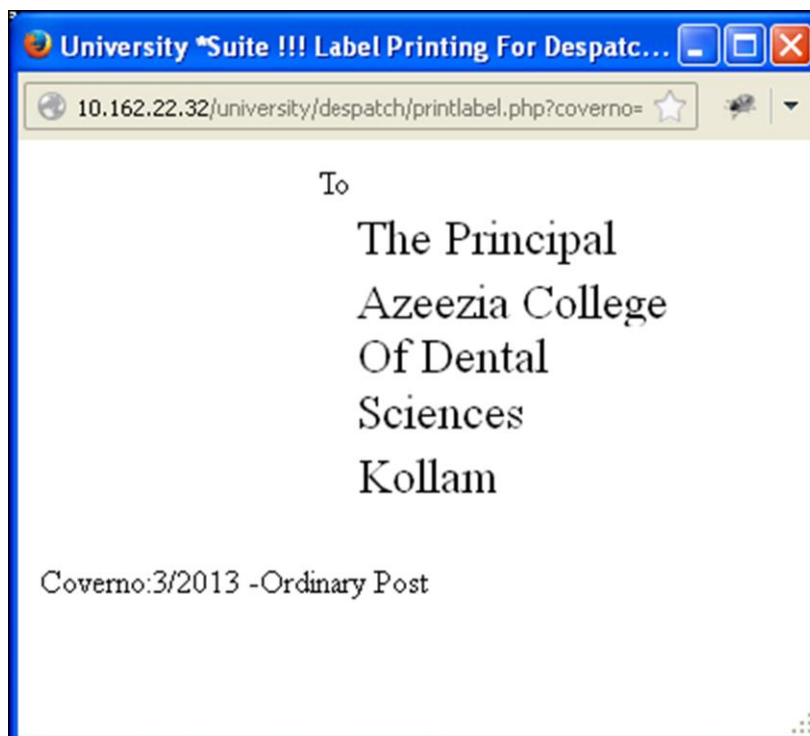 University *Suite !!! Label Printing For Despatc...
10.162.22.32/university/despatch/printlabel.php?coverno=
To
The Principal
Azeezia College
Of Dental
Sciences
Kollam
Coverno:3/2013 -Ordinary Post